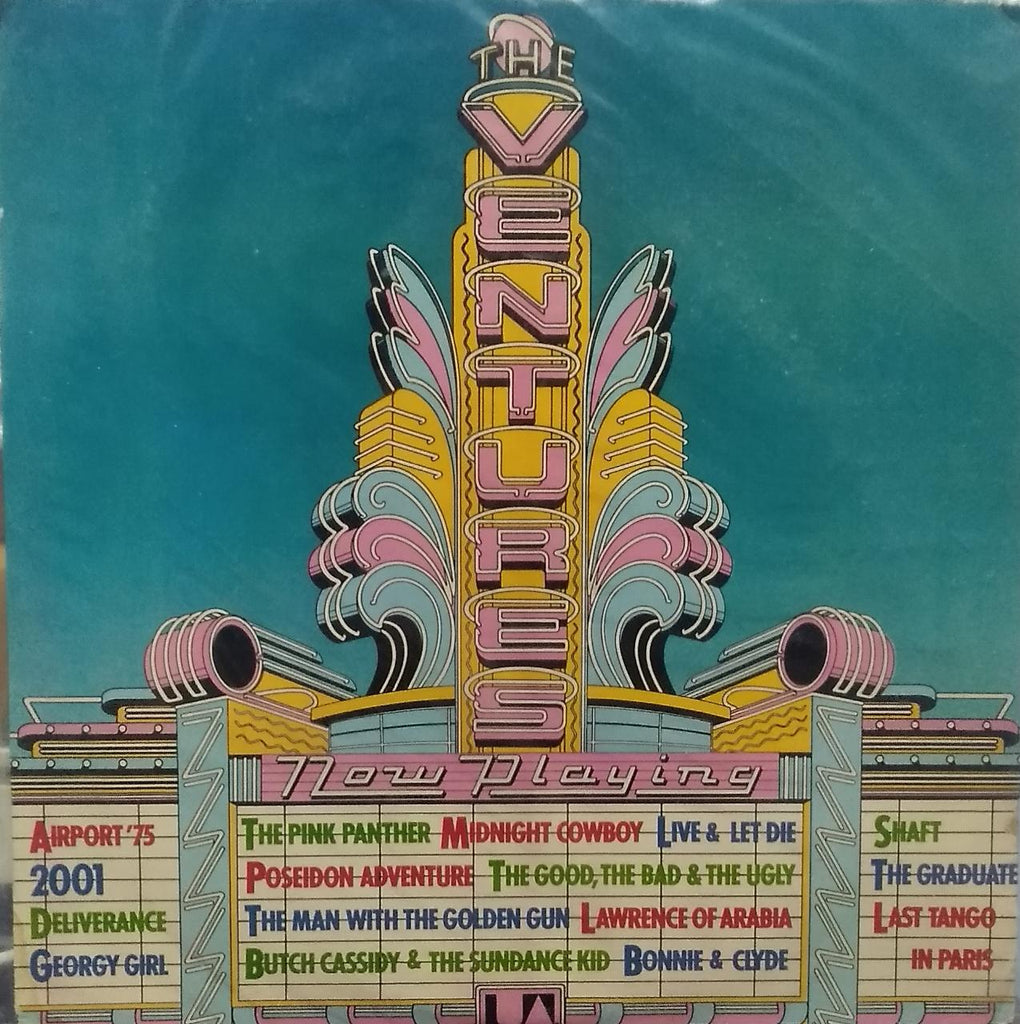 THE
VENTURES
Now Playing
AIRPORT '75
2001
DELIVERANCE
GEORGY GIRL
THE PINK PANTHER MIDNIGHT COWBOY LIVE & LET DIE
POSEIDON ADVENTURE THE GOOD, THE BAD & THE UGLY
THE MAN WITH THE GOLDEN GUN LAWRENCE OF ARABIA
BUTCH CASSIDY & THE SUNDANCE KID BONNIE & CLYDE
SHAFT
THE GRADUATE
LAST TANGO
IN PARIS
UA